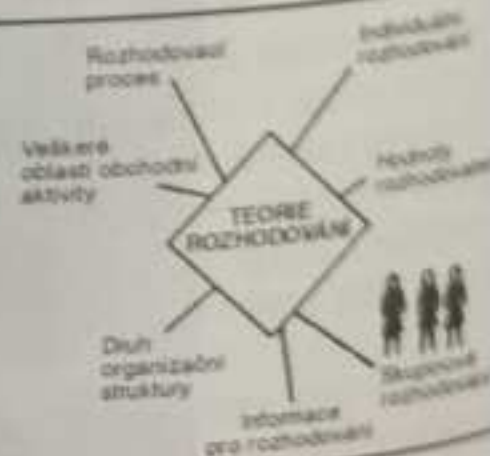 Rozhodovací
proces
Individuální
rozhodování
Veškeré
oblasti obchodní
aktivity
Hodnoty
rozhodovatele
TEORIE
ROZHODOVÁNÍ
Druh
organizační
struktury
Skupinové
rozhodování
Informace
pro rozhodování